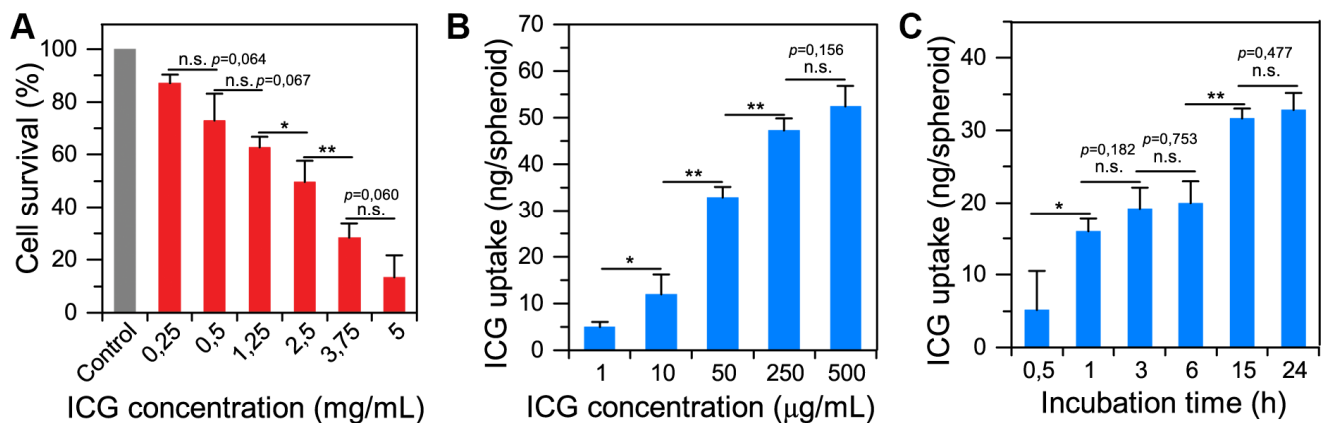 A
Cell survival (%)
100
80
60
40
20
0
n.s. p=0,064
n.s. p=0,067
*
**
p=0,060
n.s.
Control
0,25
0,5
1,25
2,5
3,75
5
ICG concentration (mg/mL)
B
ICG uptake (ng/spheroid)
70
60
50
40
30
20
10
0
*
**
**
p=0,156
n.s.
1
10
50
250
500
ICG concentration (μg/mL)
C
ICG uptake (ng/spheroid)
40
30
20
10
0
*
p=0,182
n.s.
p=0,753
n.s.
**
p=0,477
n.s.
0,5
1
3
6
15
24
Incubation time (h)